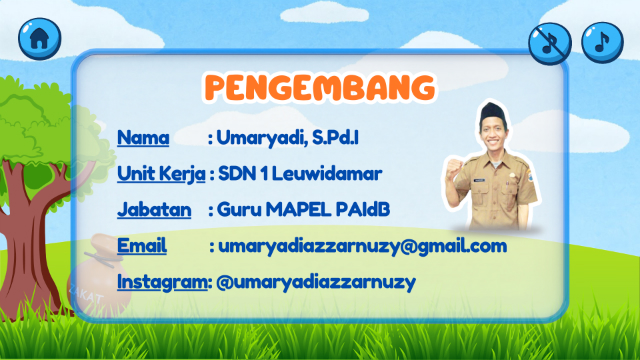 PENGEMBANG
Nama : Umaryadi, S.Pd.I
Unit Kerja : SDN 1 Leuwidamar
Jabatan : Guru MAPEL PAIdB
Email : umaryadiazzarnuzy@gmail.com
Instagram: @umaryadiazzarnuzy
ZAKAT